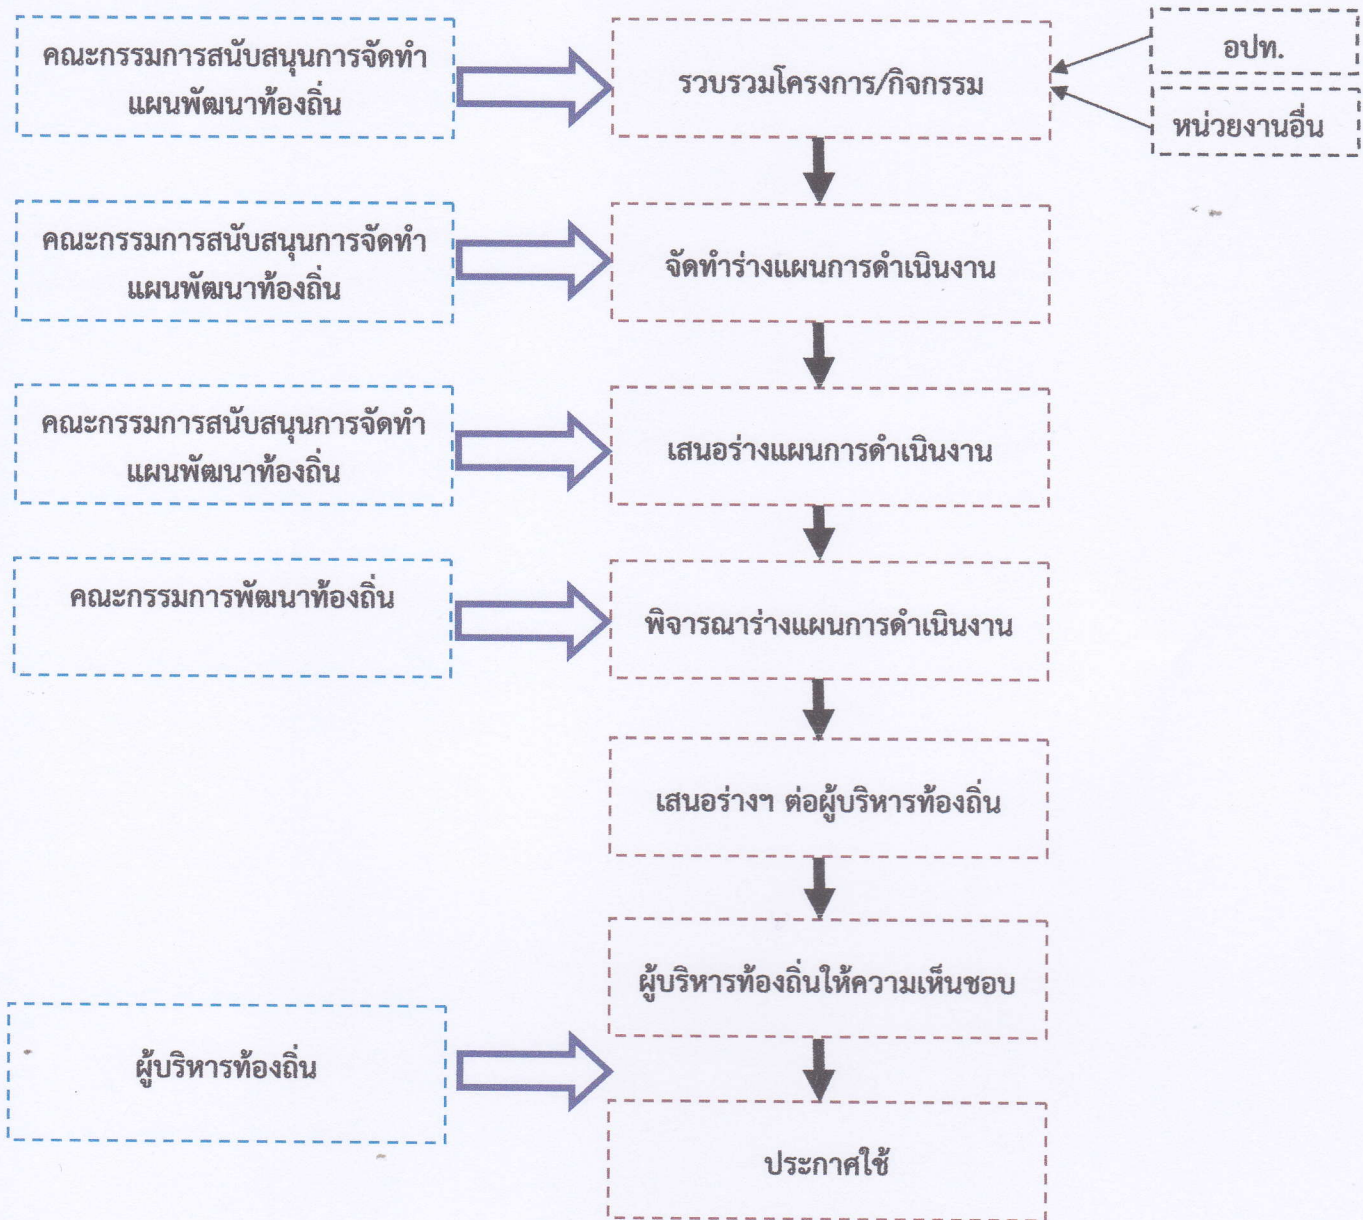 คณะกรรมการสนับสนุนการจัดทำ
แผนพัฒนาท้องถิ่น
รวบรวมโครงการ/กิจกรรม
อปท.
หน่วยงานอื่น
คณะกรรมการสนับสนุนการจัดทำ
แผนพัฒนาท้องถิ่น
จัดทำร่างแผนการดำเนินงาน
คณะกรรมการสนับสนุนการจัดทำ
แผนพัฒนาท้องถิ่น
เสนอร่างแผนการดำเนินงาน
คณะกรรมการพัฒนาท้องถิ่น
พิจารณาร่างแผนการดำเนินงาน
เสนอร่างฯ ต่อผู้บริหารท้องถิ่น
ผู้บริหารท้องถิ่นให้ความเห็นชอบ
ผู้บริหารท้องถิ่น
ประกาศใช้